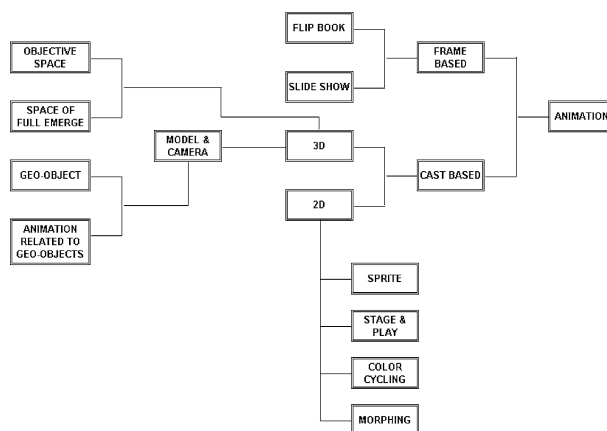 FLIP BOOK
OBJECTIVE
SPACE
FRAME
BASED
SLIDE SHOW
SPACE OF
FULL EMERGE
ANIMATION
MODEL &
CAMERA
3D
GEO-OBJECT
CAST BASED
2D
ANIMATION
RELATED TO
GEO-OBJECTS
SPRITE
STAGE &
PLAY
COLOR
CYCLING
MORPHING